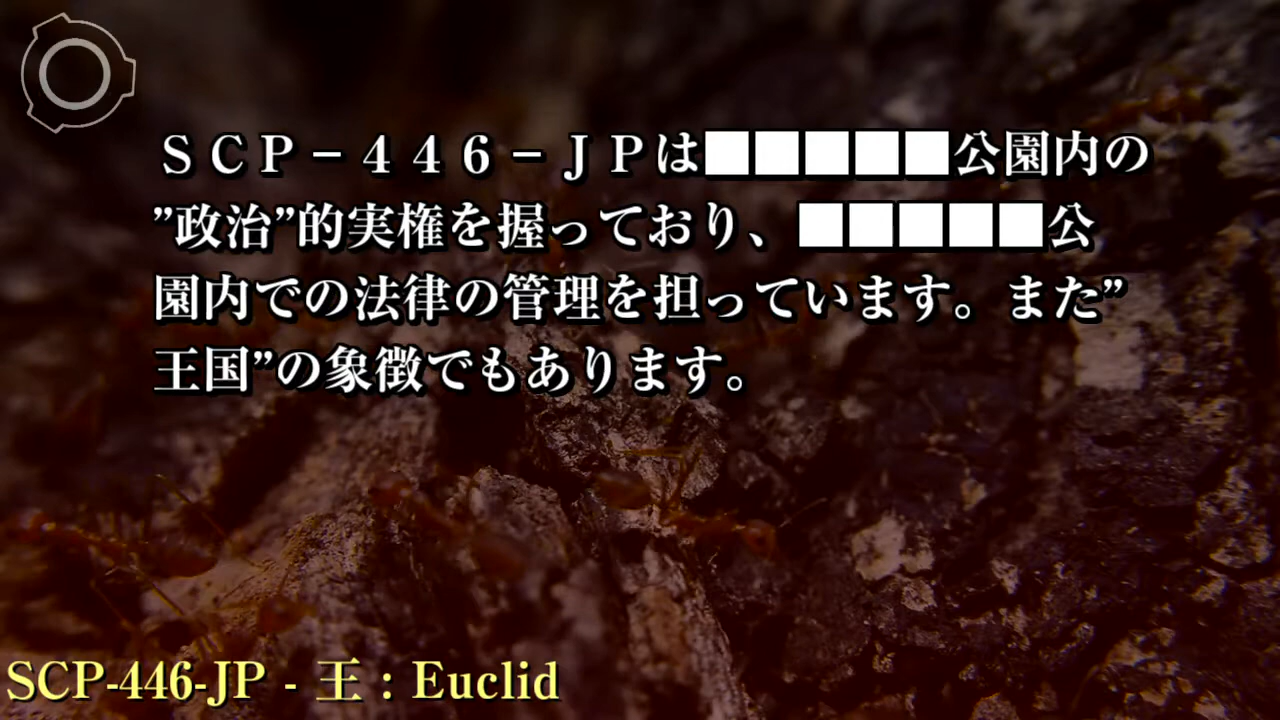 ＳＣＰ－４４６－ＪＰは■■■■■公園内の
”政治”的実権を握っており、■■■■■公
園内での法律の管理を担っています。また”
王国”の象徴でもあります。
SCP-446-JP - 王 : Euclid